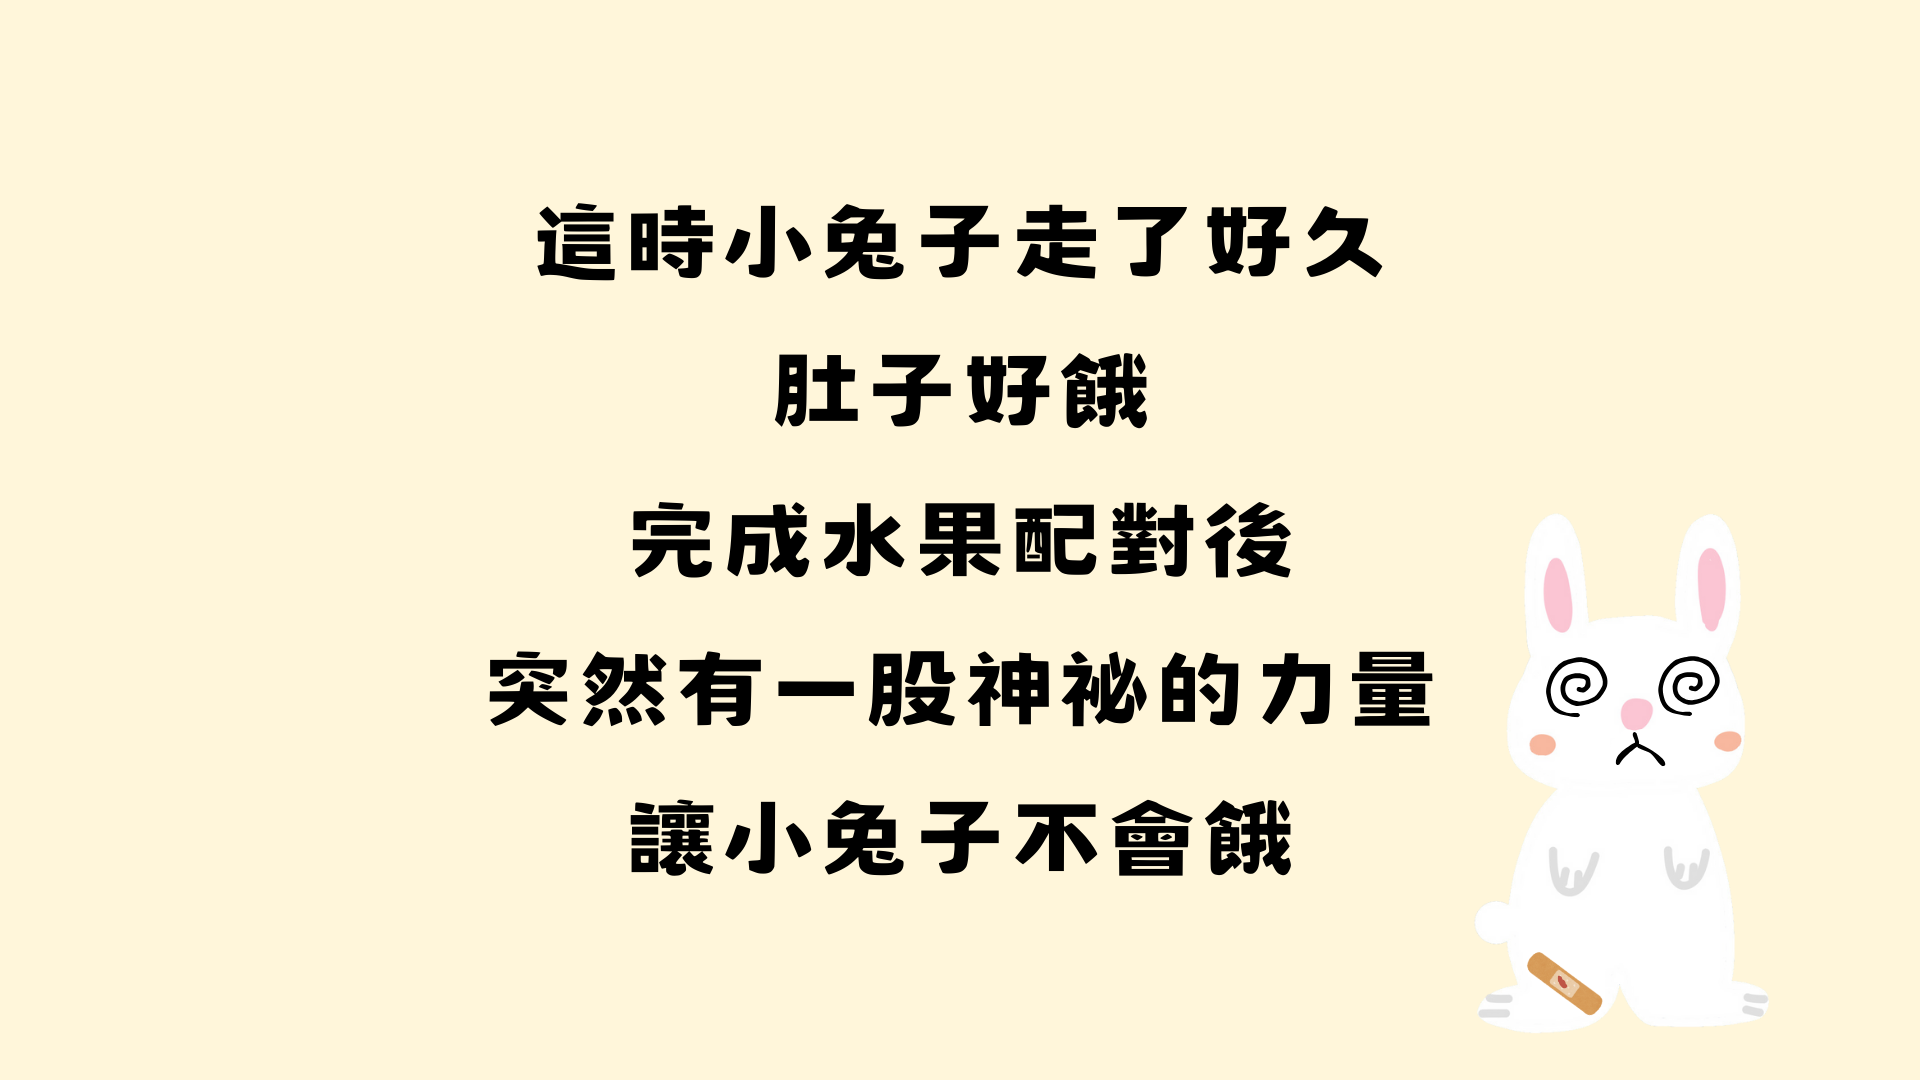 這時小兔子走了好久
肚子好餓
完成水果配對後
突然有一股神祕的力量
讓小兔子不會餓